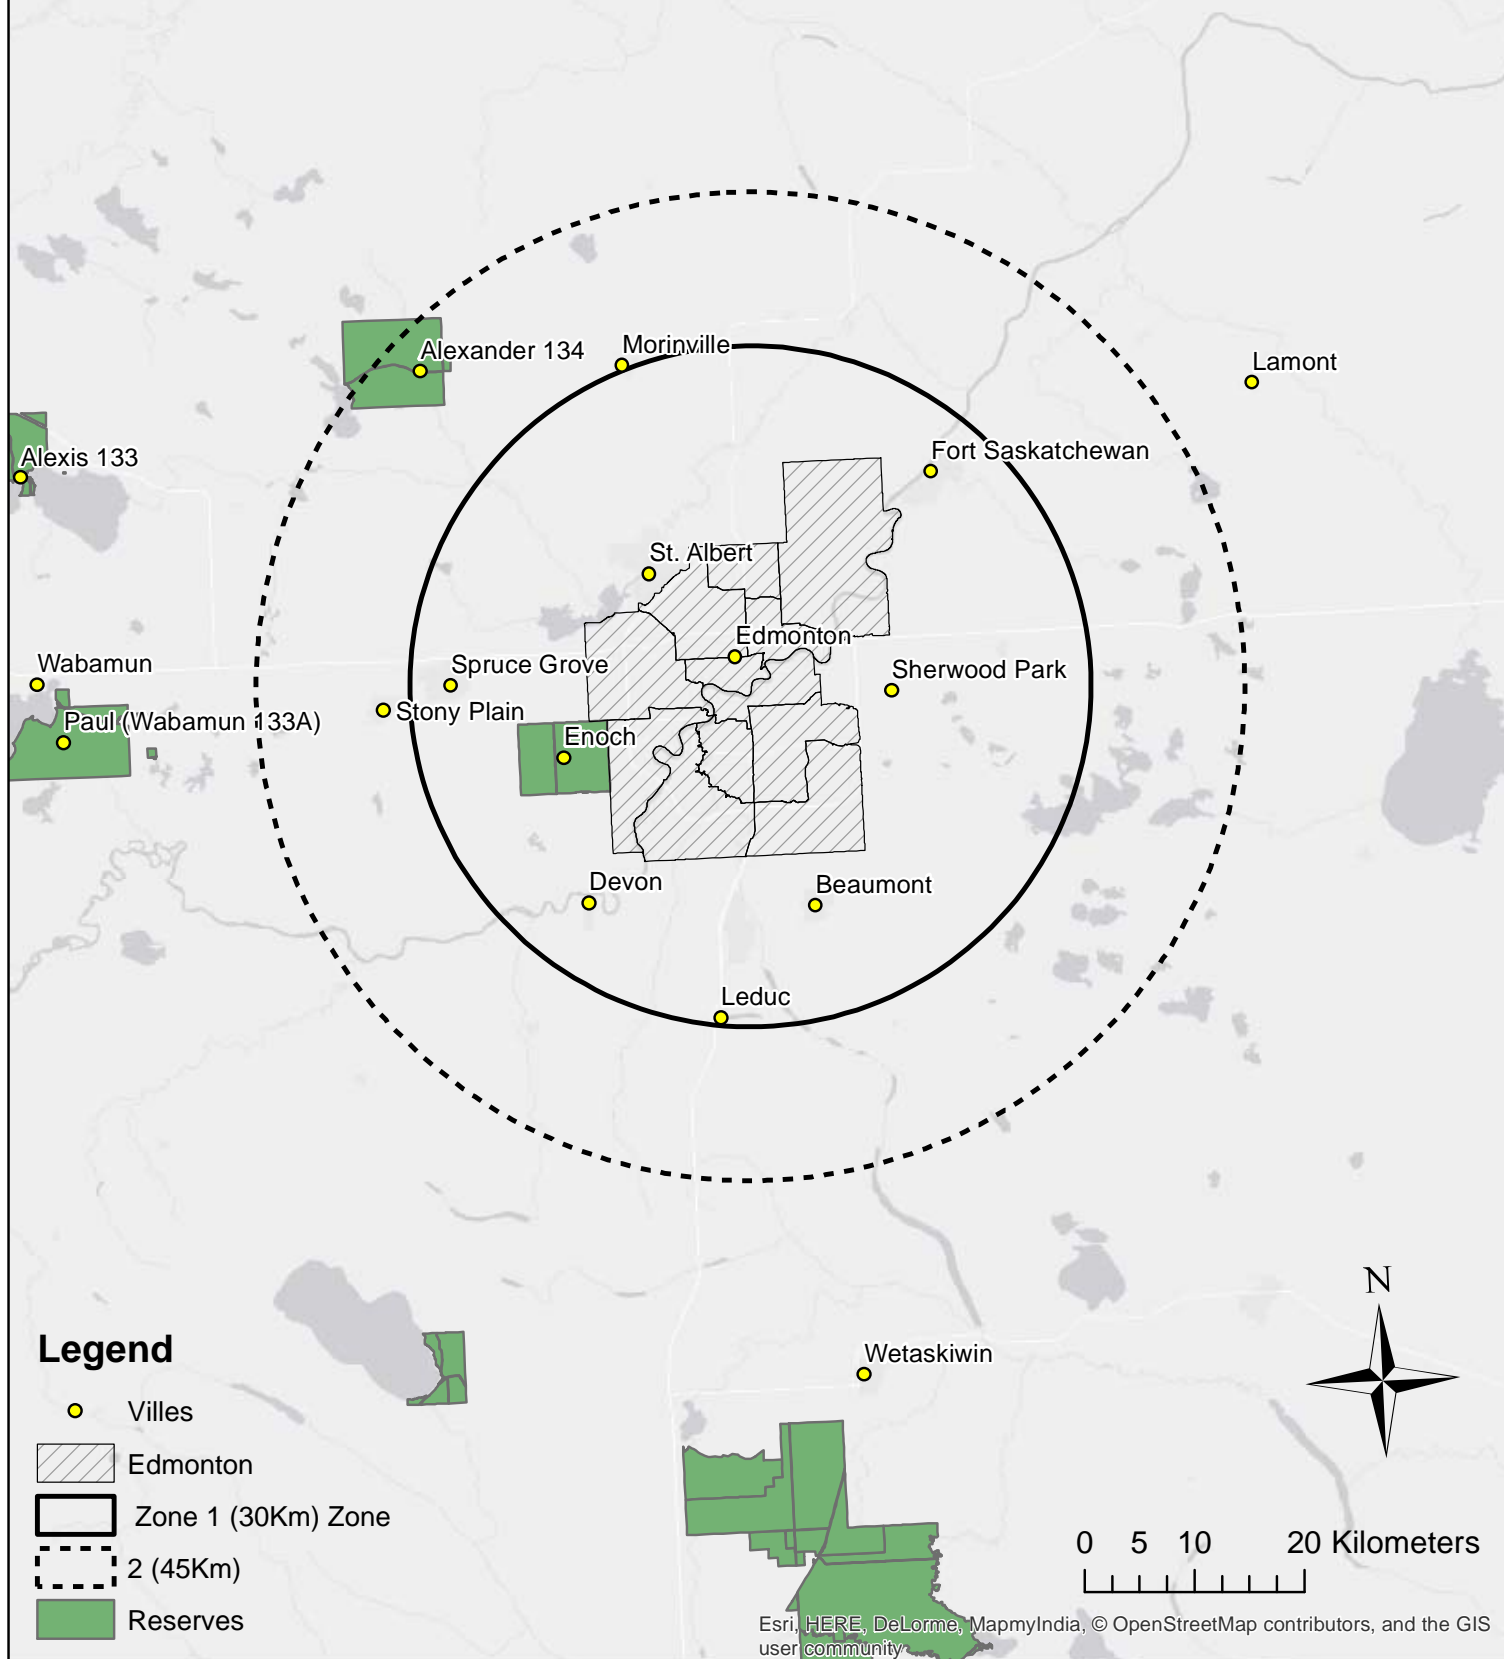 Morinville
Alexander 134
Lamont
Fort Saskatchewan
Alexis 133
St. Albert
Edmonton
Wabamun
Spruce Grove
Sherwood Park
Stony Plain
Paul (Wabamun 133A)
Enoch
Devon
Beaumont
Leduc
N
Wetaskiwin
Legend
Villes
Edmonton
Zone 1 (30Km) Zone
2 (45Km)
Reserves
0 5 10 20 Kilometers
Esri, HERE, DeLorme, MapmyIndia, © OpenStreetMap contributors, and the GIS
user community